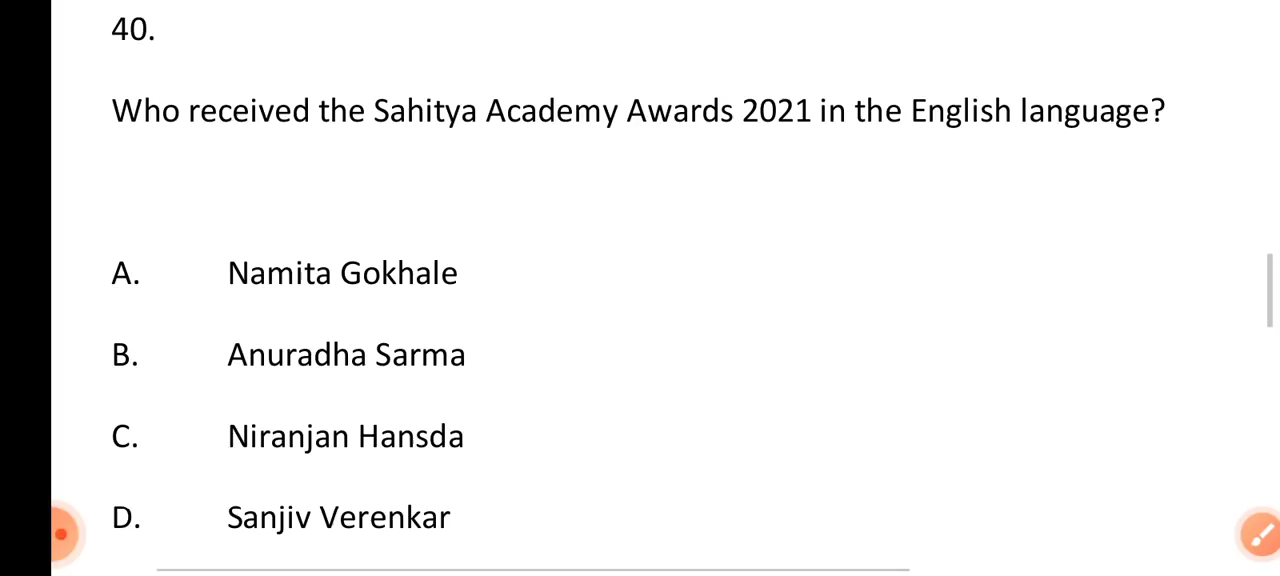 40.
Who received the Sahitya Academy Awards 2021 in the English language?
A. Namita Gokhale
B. Anuradha Sarma
C. Niranjan Hansda
D. Sanjiv Verenkar